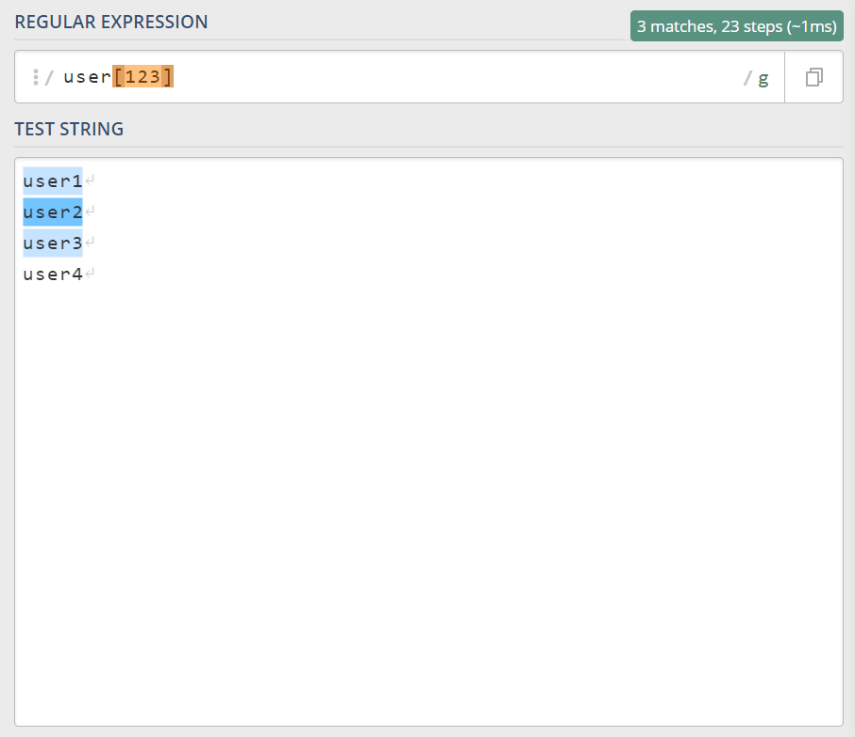 REGULAR EXPRESSION
3 matches, 23 steps (~1ms)
/ user[123] / g
TEST STRING
user1↵
user2↵
user3↵
user4↵